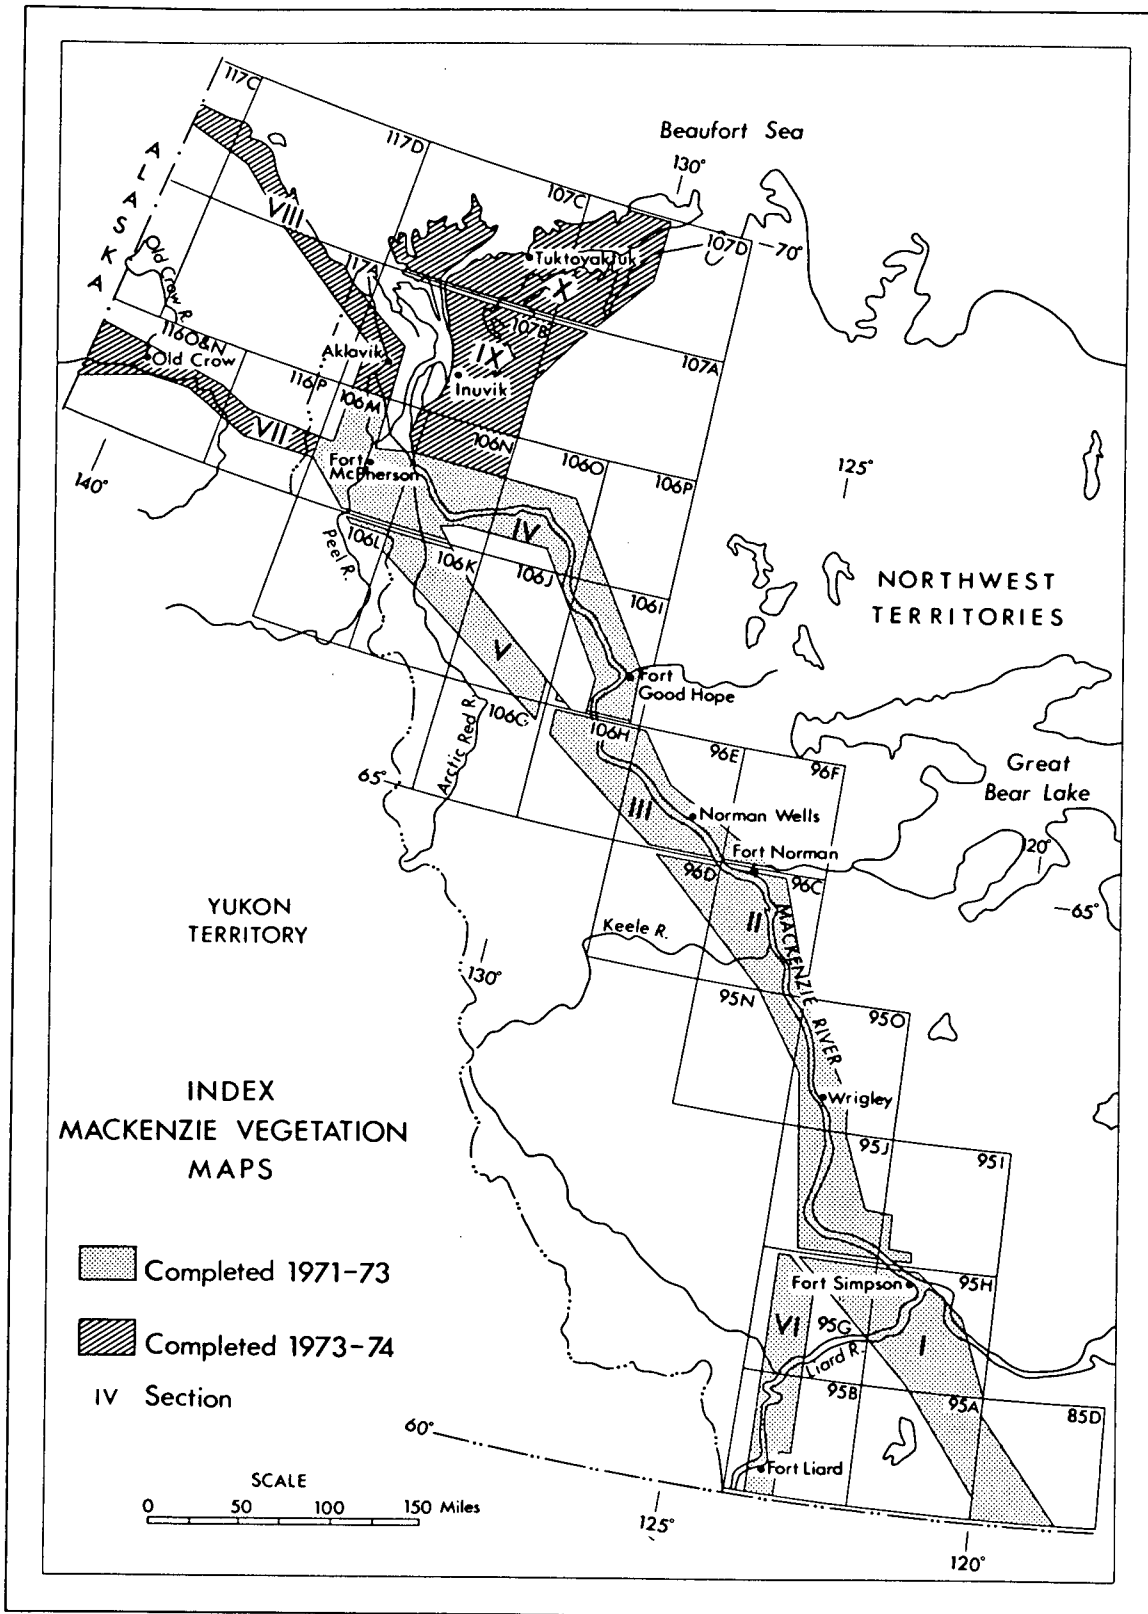 117C
117D
Beaufort Sea
130°
107C
107D
70°
ALASKA
VIII
Tuktoyaktuk
X
117A
107B
Old Crow R.
116O&N
Old Crow
Aklavik
IX
Inuvik
107A
116P
106M
VII
106N
106O
106P
Fort
McPherson
125°
140°
IV
106L
Peel R.
106K
106J
106I
NORTHWEST
TERRITORIES
V
Fort
Good Hope
106G
106H
Arctic Red R.
96E
96F
Great
Bear Lake
65°
III
Norman Wells
Fort Norman
120°
96D
96C
65°
YUKON
TERRITORY
II
Keele R.
MACKENZIE RIVER
130°
95N
95O
INDEX
MACKENZIE VEGETATION
MAPS
Wrigley
95J
95I
Completed 1971-73
Fort Simpson
95H
VI
95G
I
Liard R.
Completed 1973-74
IV Section
95B
95A
85D
60°
Fort Liard
SCALE
0 50 100 150 Miles
125°
120°